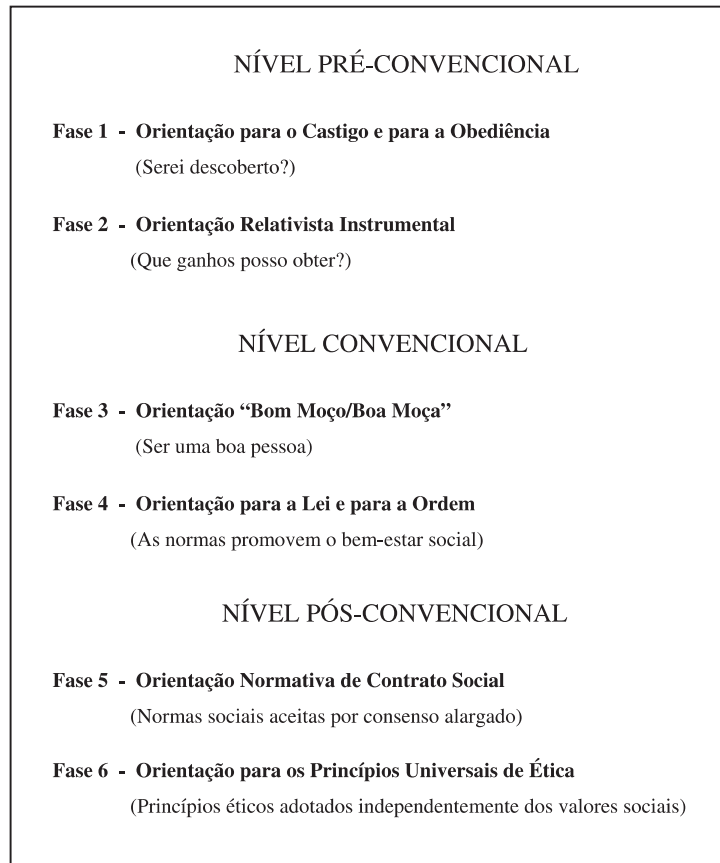 NÍVEL PRÉ-CONVENCIONAL
Fase 1 - Orientação para o Castigo e para a Obediência
(Serei descoberto?)
Fase 2 - Orientação Relativista Instrumental
(Que ganhos posso obter?)
NÍVEL CONVENCIONAL
Fase 3 - Orientação “Bom Moço/Boa Moça”
(Ser uma boa pessoa)
Fase 4 - Orientação para a Lei e para a Ordem
(As normas promovem o bem-estar social)
NÍVEL PÓS-CONVENCIONAL
Fase 5 - Orientação Normativa de Contrato Social
(Normas sociais aceitas por consenso alargado)
Fase 6 - Orientação para os Princípios Universais de Ética
(Princípios éticos adotados independentemente dos valores sociais)